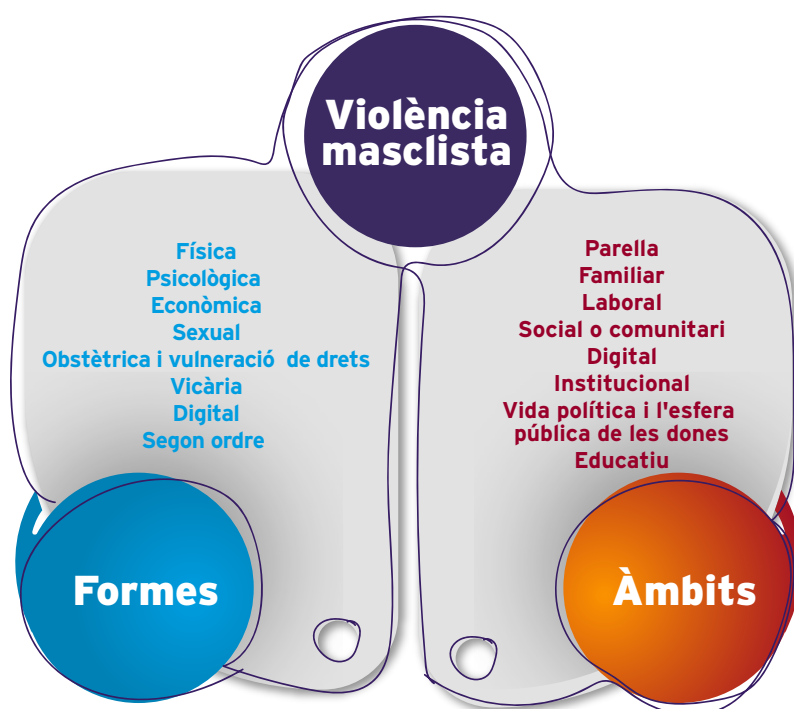 Violència
masclista
Física
Psicològica
Econòmica
Sexual
Obstètrica i vulneració de drets
Vicària
Digital
Segon ordre
Formes
Parella
Familiar
Laboral
Social o comunitari
Digital
Institucional
Vida política i l'esfera
pública de les dones
Educatiu
Àmbits